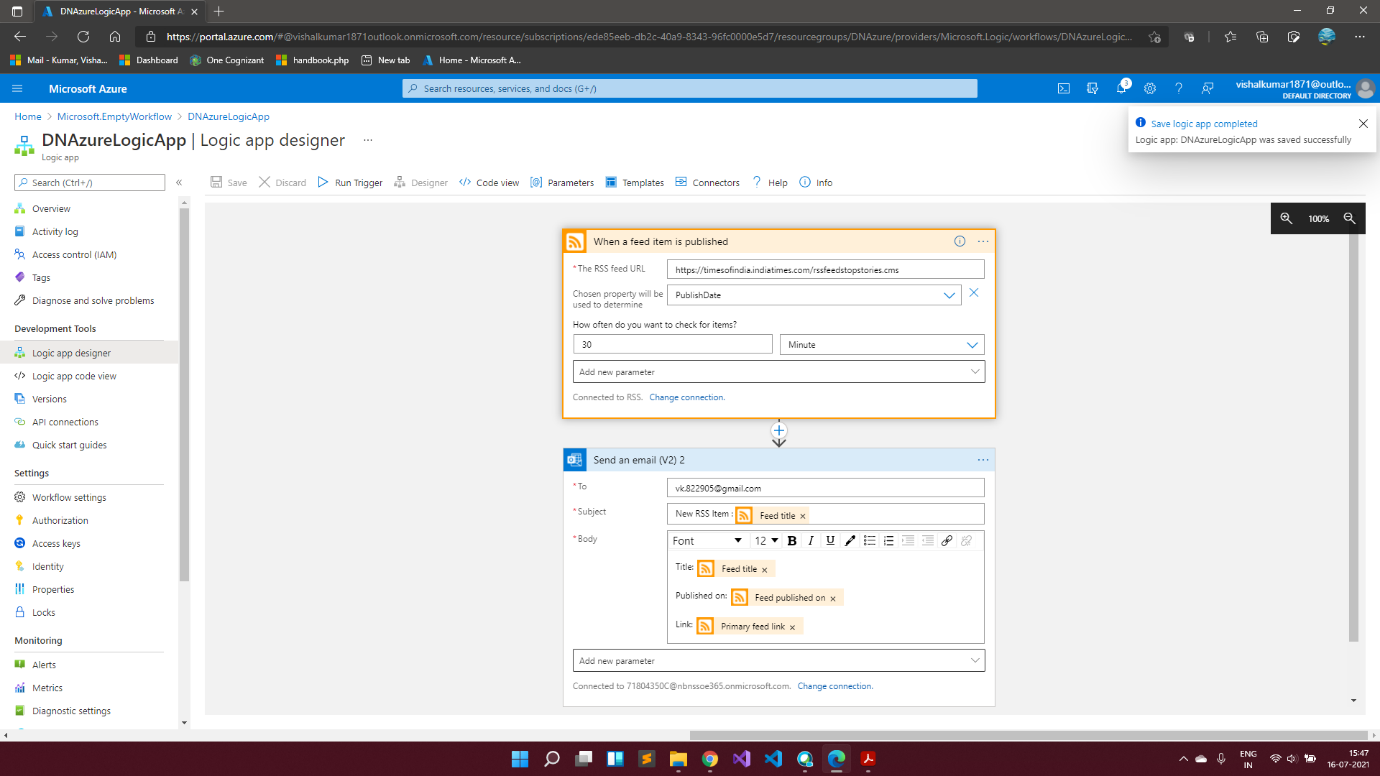 DNAzureLogicApp - Microsoft A
https://portal.azure.com/#@vishalkumar1871outlook.onmicrosoft.com/resource/subscriptions/ede85eeb-db2c-40a9-8343-96fc0000e5d7/resourcegroups/DNAzure/providers/Microsoft.Logic/workflows/DNAzureLogic...
Mail - Kumar, Visha... Dashboard One Cognizant handbook.php New tab Home - Microsoft A...
Microsoft Azure
Search resources, services, and docs (G+/)
3
vishalkumar1871@outlo...
DEFAULT DIRECTORY
Home > Microsoft.EmptyWorkflow > DNAzureLogicApp
DNAzureLogicApp | Logic app designer ...
Logic app
Save logic app completed
Logic app: DNAzureLogicApp was saved successfully
Search (Ctrl+/)
Save Discard Run Trigger Designer Code view Parameters Templates Connectors Help Info
Overview
Activity log
Access control (IAM)
Tags
Diagnose and solve problems
Development Tools
Logic app designer
Logic app code view
Versions
API connections
Quick start guides
Settings
Workflow settings
Authorization
Access keys
Identity
Properties
Locks
Monitoring
Alerts
Metrics
Diagnostic settings
100%
When a feed item is published
* The RSS feed URL https://timesofindia.indiatimes.com/rssfeedstopstories.cms
Chosen property will be
used to determine
PublishDate
How often do you want to check for items?
30 Minute
Add new parameter
Connected to RSS. Change connection.
Send an email (V2) 2
* To vk.822905@gmail.com
* Subject New RSS Item : Feed title ×
* Body Font 12 B I U
Title: Feed title ×
Published on: Feed published on ×
Link: Primary feed link ×
Add new parameter
Connected to 71804350C@nbnssoe365.onmicrosoft.com. Change connection.
ENG
IN
15:47
16-07-2021